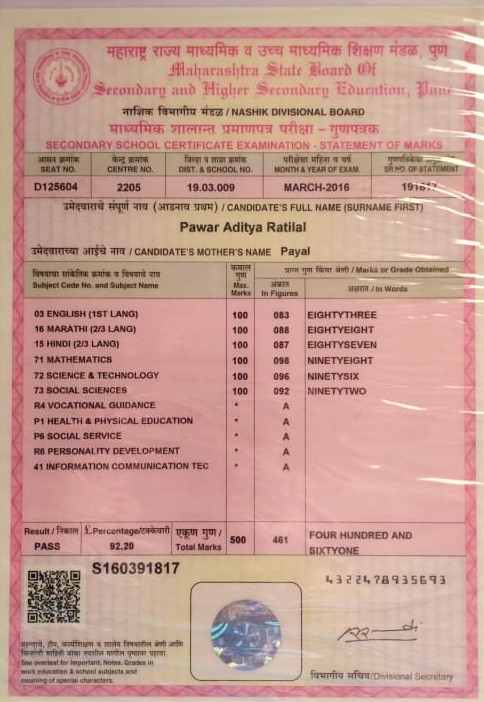 महाराष्ट्र राज्य माध्यमिक व उच्च माध्यमिक शिक्षण मंडळ, पुणे
Maharashtra State Board Of
Secondary and Higher Secondary Education, Pune
नाशिक विभागीय मंडळ / NASHIK DIVISIONAL BOARD
माध्यमिक शालान्त प्रमाणपत्र परीक्षा - गुणपत्रक
SECONDARY SCHOOL CERTIFICATE EXAMINATION - STATEMENT OF MARKS
आसन क्रमांक केन्द्र क्रमांक जिल्हा व शाळा क्रमांक परीक्षेचा महिना व वर्ष गुणपत्रिकेचा
SEAT NO. CENTRE NO. DIST. & SCHOOL NO. MONTH & YEAR OF EXAM. SR.NO. OF STATEMENT
D125604 2205 19.03.009 MARCH-2016 191817
उमेदवाराचे संपूर्ण नाव (आडनाव प्रथम) / CANDIDATE'S FULL NAME (SURNAME FIRST)
Pawar Aditya Ratilal
उमेदवाराच्या आईचे नाव / CANDIDATE'S MOTHER'S NAME Payal
विषयाचा सांकेतिक क्रमांक व विषयाचे नाव
Subject Code No. and Subject Name
कमाल गुण
Max. Marks
प्राप्त गुण किंवा श्रेणी / Marks or Grade Obtained
अंकात
In Figures
अक्षरात / In Words
03 ENGLISH (1ST LANG) 100 083 EIGHTYTHREE
16 MARATHI (2/3 LANG) 100 088 EIGHTYEIGHT
15 HINDI (2/3 LANG) 100 087 EIGHTYSEVEN
71 MATHEMATICS 100 098 NINETYEIGHT
72 SCIENCE & TECHNOLOGY 100 096 NINETYSIX
73 SOCIAL SCIENCES 100 092 NINETYTWO
R4 VOCATIONAL GUIDANCE * A
P1 HEALTH & PHYSICAL EDUCATION * A
P6 SOCIAL SERVICE * A
R6 PERSONALITY DEVELOPMENT * A
41 INFORMATION COMMUNICATION TEC * A
Result / निकाल £.Percentage/टक्केवारी एकूण गुण / 500 461 FOUR HUNDRED AND
PASS 92.20 Total Marks SIXTYONE
S160391817
4322478935693
See overleaf for Important, Notes. Grades in
work education & school subjects and
meaning of special characters.
विभागीय सचिव/Divisional Secretary